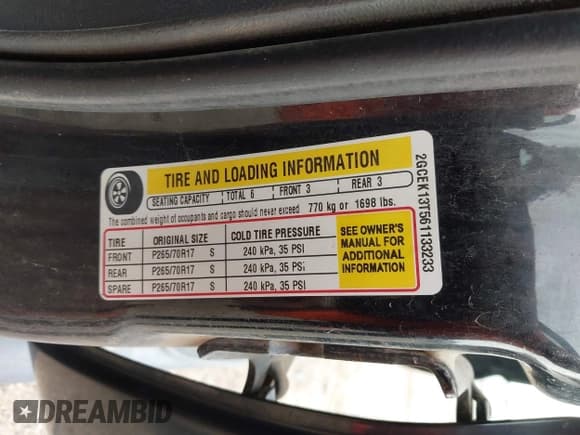 TIRE AND LOADING INFORMATION
SEATING CAPACITY TOTAL 6 FRONT 3 REAR 3
The combined weight of occupants and cargo should never exceed 770 kg or 1698 lbs.
TIRE ORIGINAL SIZE COLD TIRE PRESSURE
FRONT P265/70R17 S 240 kPa, 35 PSI
REAR P265/70R17 S 240 kPa, 35 PSI
SPARE P265/70R17 S 240 kPa, 35 PSI
SEE OWNER'S
MANUAL FOR
ADDITIONAL
INFORMATION
2GCEK13T561133233
DREAMBID